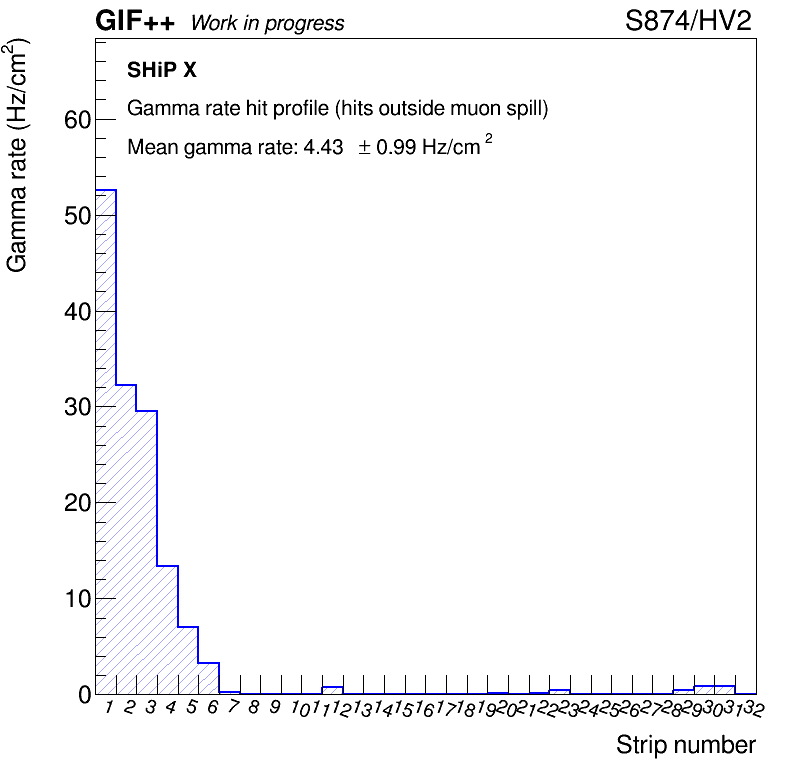 GIF++ Work in progress S874/HV2
Gamma rate (Hz/cm2)
SHiP X
Gamma rate hit profile (hits outside muon spill)
Mean gamma rate: 4.43 ± 0.99 Hz/cm 2
60
50
40
30
20
10
0
1 2 3 4 5 6 7 8 9 10 11 12 13 14 15 16 17 18 19 20 21 22 23 24 25 26 27 28 29 30 31 32
Strip number